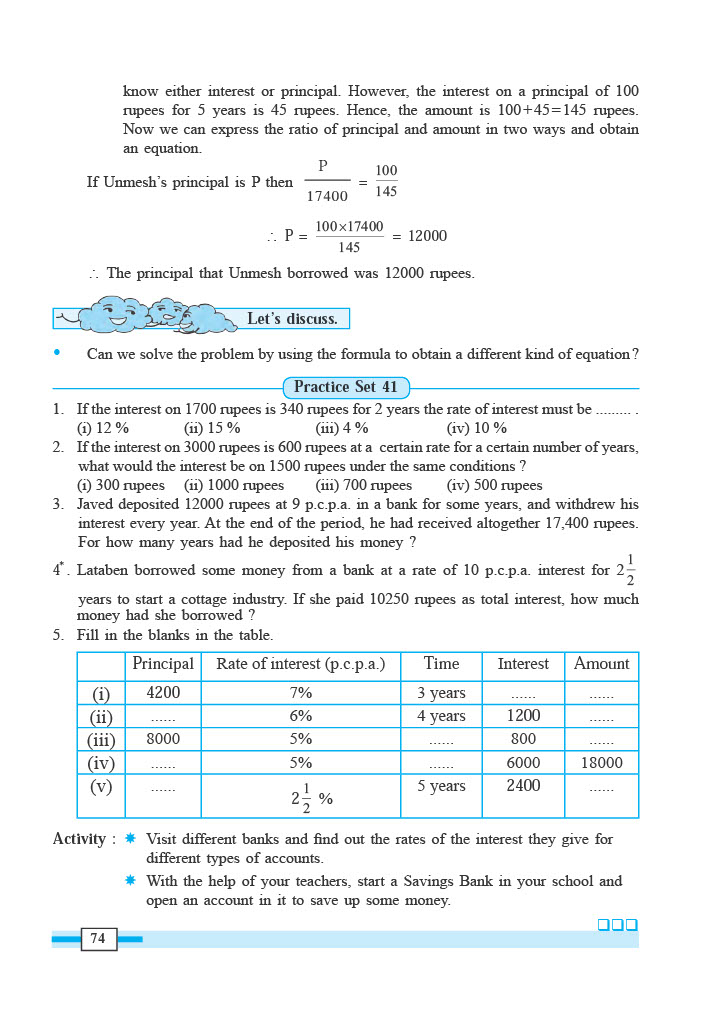 know either interest or principal. However, the interest on a principal of 100
rupees for 5 years is 45 rupees. Hence, the amount is 100+45=145 rupees.
Now we can express the ratio of principal and amount in two ways and obtain
an equation.
If Unmesh's principal is P then P/17400 = 100/145
∴ P = 100×17400/145 = 12000
∴ The principal that Unmesh borrowed was 12000 rupees.
Let's discuss.
• Can we solve the problem by using the formula to obtain a different kind of equation ?
Practice Set 41
1. If the interest on 1700 rupees is 340 rupees for 2 years the rate of interest must be ......... .
(i) 12 % (ii) 15 % (iii) 4 % (iv) 10 %
2. If the interest on 3000 rupees is 600 rupees at a certain rate for a certain number of years,
what would the interest be on 1500 rupees under the same conditions ?
(i) 300 rupees (ii) 1000 rupees (iii) 700 rupees (iv) 500 rupees
3. Javed deposited 12000 rupees at 9 p.c.p.a. in a bank for some years, and withdrew his
interest every year. At the end of the period, he had received altogether 17,400 rupees.
For how many years had he deposited his money ?
4*. Lataben borrowed some money from a bank at a rate of 10 p.c.p.a. interest for 2 1/2
years to start a cottage industry. If she paid 10250 rupees as total interest, how much
money had she borrowed ?
5. Fill in the blanks in the table.
Principal Rate of interest (p.c.p.a.) Time Interest Amount
(i) 4200 7% 3 years ...... ......
(ii) ...... 6% 4 years 1200 ......
(iii) 8000 5% ...... 800 ......
(iv) ...... 5% ...... 6000 18000
(v) ...... 2 1/2 % 5 years 2400 ......
Activity : ✷ Visit different banks and find out the rates of the interest they give for
different types of accounts.
✷ With the help of your teachers, start a Savings Bank in your school and
open an account in it to save up some money.
❑❑❑
74